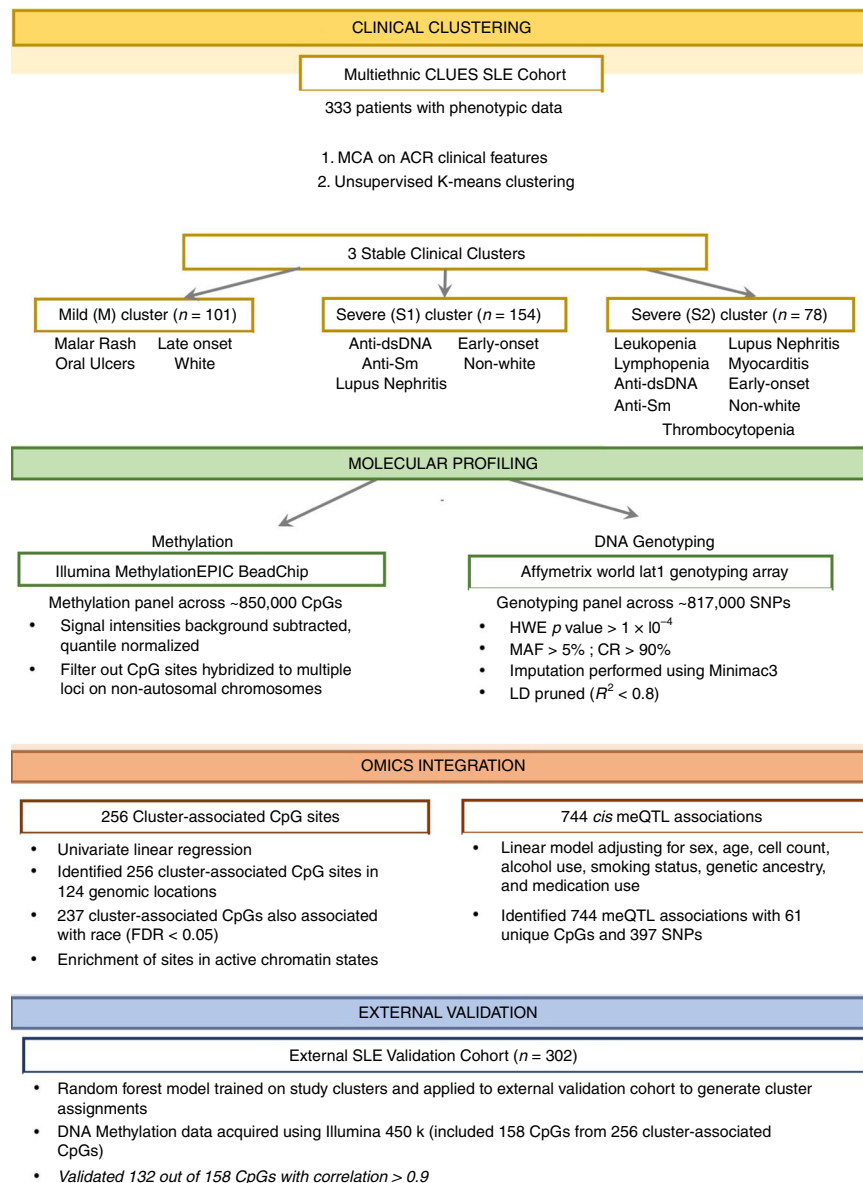 CLINICAL CLUSTERING
Multiethnic CLUES SLE Cohort
333 patients with phenotypic data
1. MCA on ACR clinical features
2. Unsupervised K-means clustering
3 Stable Clinical Clusters
Mild (M) cluster (n = 101)
Malar Rash Late onset
Oral Ulcers White
Severe (S1) cluster (n = 154)
Anti-dsDNA Early-onset
Anti-Sm Non-white
Lupus Nephritis
Severe (S2) cluster (n = 78)
Leukopenia Lupus Nephritis
Lymphopenia Myocarditis
Anti-dsDNA Early-onset
Anti-Sm Non-white
Thrombocytopenia
MOLECULAR PROFILING
Methylation
Illumina MethylationEPIC BeadChip
Methylation panel across ~850,000 CpGs
• Signal intensities background subtracted,
quantile normalized
• Filter out CpG sites hybridized to multiple
loci on non-autosomal chromosomes
DNA Genotyping
Affymetrix world lat1 genotyping array
Genotyping panel across ~817,000 SNPs
• HWE p value > 1 × I0⁻⁴
• MAF > 5% ; CR > 90%
• Imputation performed using Minimac3
• LD pruned (R² < 0.8)
OMICS INTEGRATION
256 Cluster-associated CpG sites
• Univariate linear regression
• Identified 256 cluster-associated CpG sites in
124 genomic locations
• 237 cluster-associated CpGs also associated
with race (FDR < 0.05)
• Enrichment of sites in active chromatin states
744 cis meQTL associations
• Linear model adjusting for sex, age, cell count,
alcohol use, smoking status, genetic ancestry,
and medication use
• Identified 744 meQTL associations with 61
unique CpGs and 397 SNPs
EXTERNAL VALIDATION
External SLE Validation Cohort (n = 302)
• Random forest model trained on study clusters and applied to external validation cohort to generate cluster
assignments
• DNA Methylation data acquired using Illumina 450 k (included 158 CpGs from 256 cluster-associated
CpGs)
• Validated 132 out of 158 CpGs with correlation > 0.9